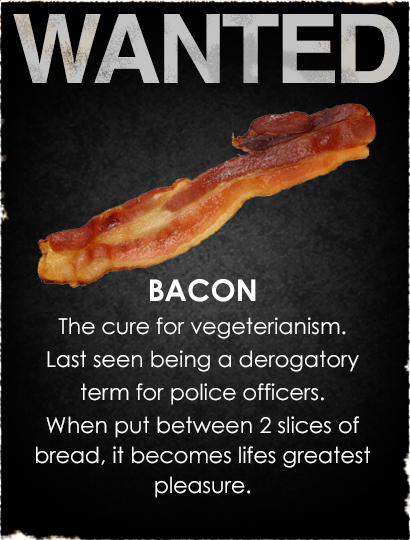 WANTED
BACON
The cure for vegeterianism.
Last seen being a derogatory
term for police officers.
When put between 2 slices of
bread, it becomes lifes greatest
pleasure.